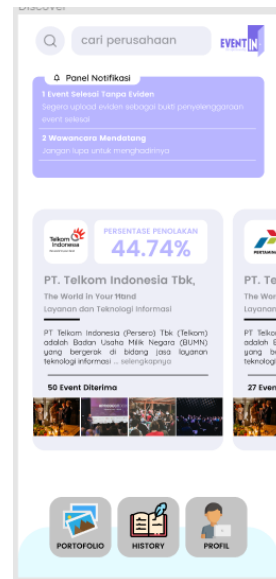 Discover
cari perusahaan
EVENTIN
Panel Notifikasi
1 Event Selesai Tanpa Eviden
Segera upload eviden sebagai bukti penyelenggaraan
event selesai
2 Wawancara Mendatang
Jangan lupa untuk menghadirinya
Telkom
Indonesia
PERSENTASE PENOLAKAN
44.74%
PERTAMINA
PT. Telkom Indonesia Tbk,
The World in Your Hand
Layanan dan Teknologi Informasi
PT Telkom Indonesia (Persero) Tbk (Telkom)
adalah Badan Usaha Milik Negara (BUMN)
yang bergerak di bidang jasa layanan
teknologi informasi ... selengkapnya
50 Event Diterima
PT. Te
The Wor
Layanan
PT Telko
adalah B
yang be
teknologi
27 Even
PORTOFOLIO
HISTORY
PROFIL